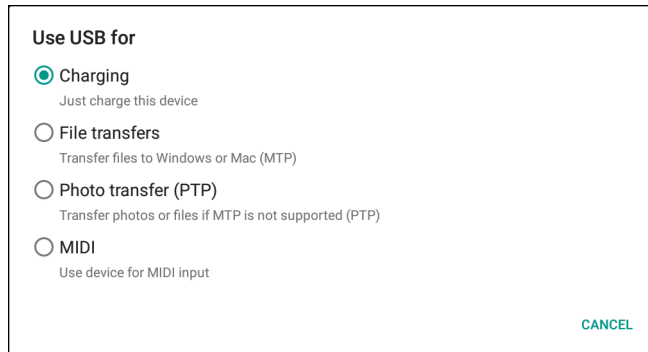 Use USB for
Charging
Just charge this device
File transfers
Transfer files to Windows or Mac (MTP)
Photo transfer (PTP)
Transfer photos or files if MTP is not supported (PTP)
MIDI
Use device for MIDI input
CANCEL